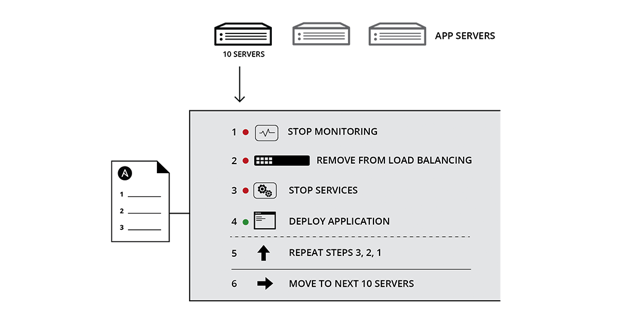 APP SERVERS
10 SERVERS
1 STOP MONITORING
2 REMOVE FROM LOAD BALANCING
3 STOP SERVICES
4 DEPLOY APPLICATION
5 REPEAT STEPS 3, 2, 1
6 MOVE TO NEXT 10 SERVERS
A
1
2
3